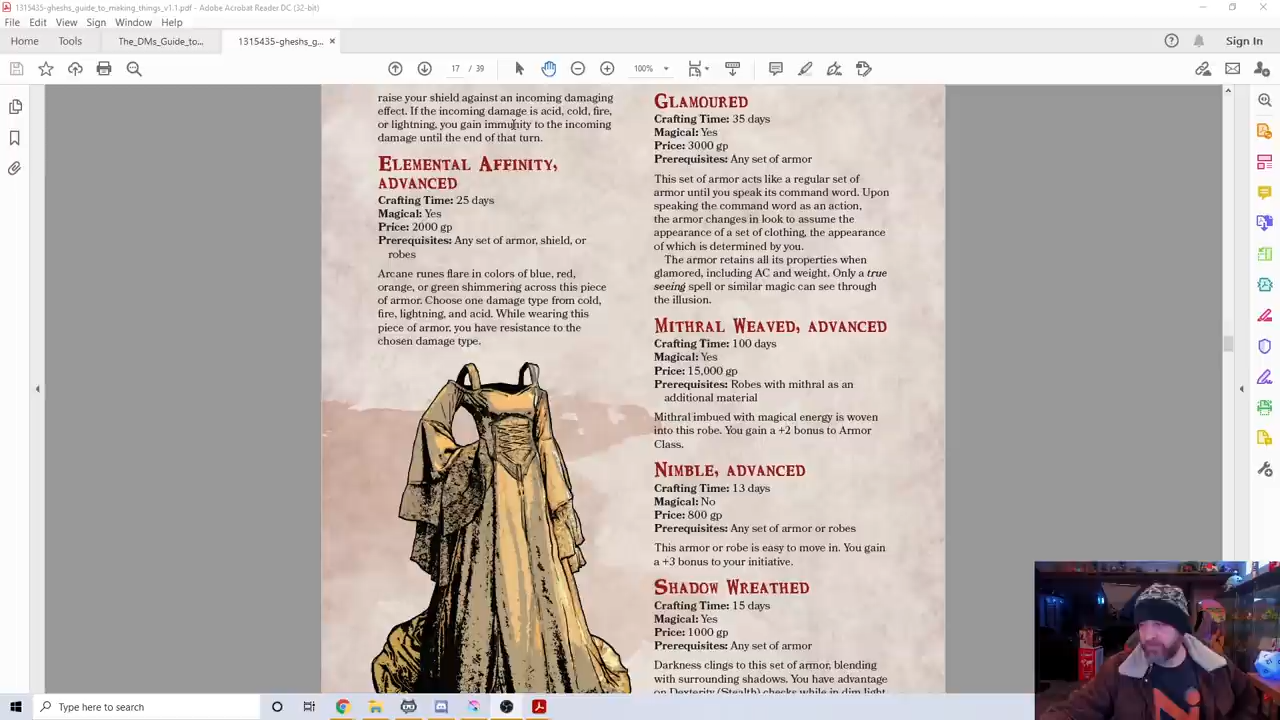 1315435-gheshs_guide_to_making_things_v1.1.pdf - Adobe Acrobat Reader DC (32-bit)
File Edit View Sign Window Help
Home Tools The_DMs_Guide_to... 1315435-gheshs_g... ×
Sign In
17 / 39
100%
raise your shield against an incoming damaging
effect. If the incoming damage is acid, cold, fire,
or lightning, you gain immunity to the incoming
damage until the end of that turn.
Elemental Affinity,
advanced
Crafting Time: 25 days
Magical: Yes
Price: 2000 gp
Prerequisites: Any set of armor, shield, or
robes
Arcane runes flare in colors of blue, red,
orange, or green shimmering across this piece
of armor. Choose one damage type from cold,
fire, lightning, and acid. While wearing this
piece of armor, you have resistance to the
chosen damage type.
Glamoured
Crafting Time: 35 days
Magical: Yes
Price: 3000 gp
Prerequisites: Any set of armor
This set of armor acts like a regular set of
armor until you speak its command word. Upon
speaking the command word as an action,
the armor changes in look to assume the
appearance of a set of clothing, the appearance
of which is determined by you.
The armor retains all its properties when
glamored, including AC and weight. Only a true
seeing spell or similar magic can see through
the illusion.
Mithral Weaved, advanced
Crafting Time: 100 days
Magical: Yes
Price: 15,000 gp
Prerequisites: Robes with mithral as an
additional material
Mithral imbued with magical energy is woven
into this robe. You gain a +2 bonus to Armor
Class.
Nimble, advanced
Crafting Time: 13 days
Magical: No
Price: 800 gp
Prerequisites: Any set of armor or robes
This armor or robe is easy to move in. You gain
a +3 bonus to your initiative.
Shadow Wreathed
Crafting Time: 15 days
Magical: Yes
Price: 1000 gp
Prerequisites: Any set of armor
Darkness clings to this set of armor, blending
with surrounding shadows. You have advantage
on Dexterity (Stealth) checks while in dim light
Type here to search